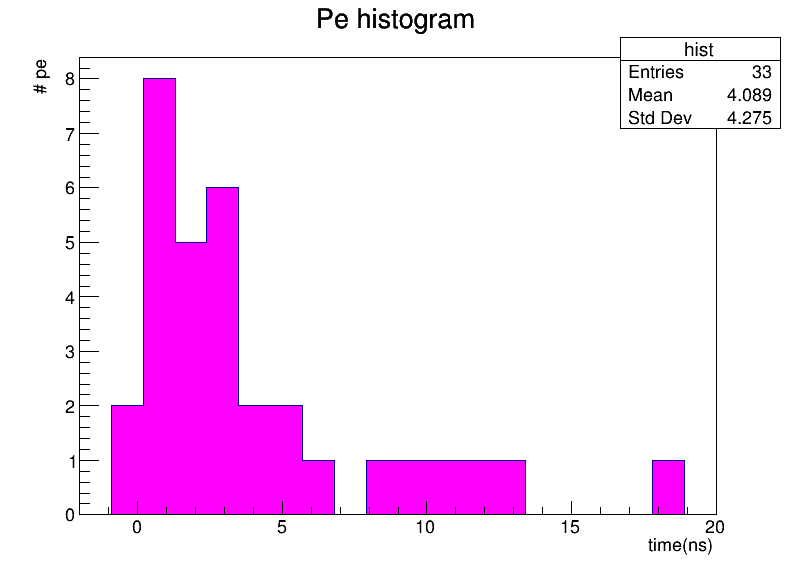 Pe histogram
hist
Entries 33
Mean 4.089
Std Dev 4.275
# pe
8
7
6
5
4
3
2
1
0
0 5 10 15 20
time(ns)